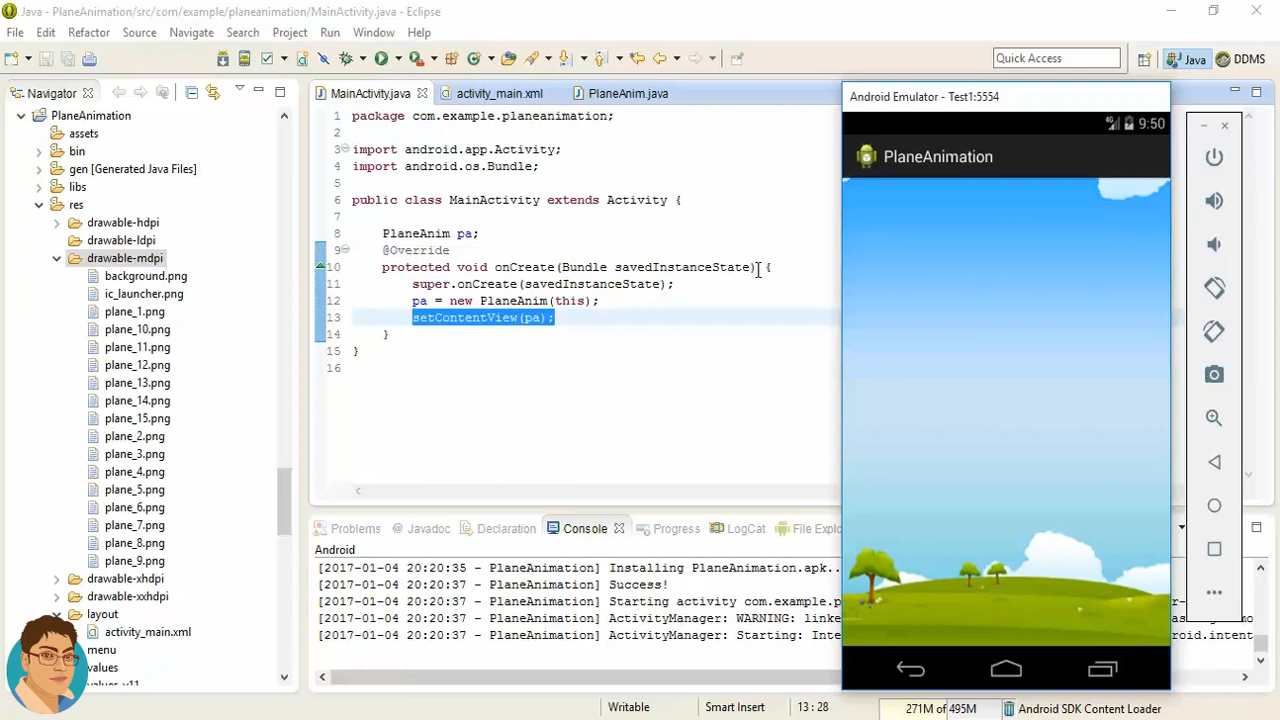 Java - PlaneAnimation/src/com/example/planeanimation/MainActivity.java - Eclipse
File Edit Refactor Source Navigate Search Project Run Window Help
Quick Access
Java
DDMS
Navigator
PlaneAnimation
assets
bin
gen [Generated Java Files]
libs
res
drawable-hdpi
drawable-ldpi
drawable-mdpi
background.png
ic_launcher.png
plane_1.png
plane_10.png
plane_11.png
plane_12.png
plane_13.png
plane_14.png
plane_15.png
plane_2.png
plane_3.png
plane_4.png
plane_5.png
plane_6.png
plane_7.png
plane_8.png
plane_9.png
drawable-xhdpi
drawable-xxhdpi
layout
activity_main.xml
menu
values
MainActivity.java activity_main.xml PlaneAnim.java
1 package com.example.planeanimation;
2
3 import android.app.Activity;
4 import android.os.Bundle;
5
6 public class MainActivity extends Activity {
7
8 PlaneAnim pa;
9 @Override
10 protected void onCreate(Bundle savedInstanceState) {
11 super.onCreate(savedInstanceState);
12 pa = new PlaneAnim(this);
13 setContentView(pa);
14 }
15 }
16
Problems Javadoc Declaration Console Progress LogCat File Explo
Android
[2017-01-04 20:20:35 - PlaneAnimation] Installing PlaneAnimation.apk..
[2017-01-04 20:20:37 - PlaneAnimation] Success!
[2017-01-04 20:20:37 - PlaneAnimation] Starting activity com.example.p
[2017-01-04 20:20:37 - PlaneAnimation] ActivityManager: WARNING: linke
[2017-01-04 20:20:37 - PlaneAnimation] ActivityManager: Starting: Inte
droid.intent
Android Emulator - Test1:5554
4G 9:50
PlaneAnimation
Writable Smart Insert 13 : 28 271M of 495M Android SDK Content Loader